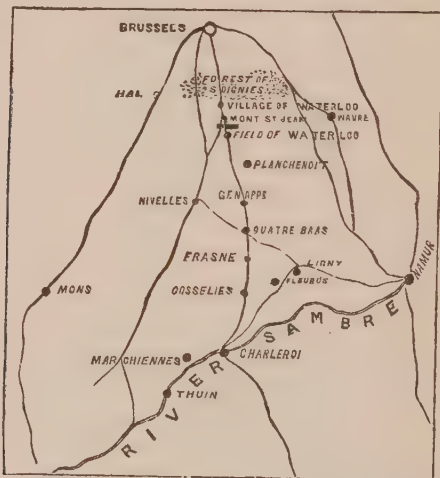 BRUSSELS
FOREST OF
SOIGNIES
HAL
VILLAGE OF WATERLOO
MONT ST JEAN
WAVRE
FIELD OF WATERLOO
PLANCHENOIT
NIVELLES
GENAPPE
QUATRE BRAS
FRASNE
LIGNY
FLEURUS
NAMUR
MONS
GOSSELIES
MARCHIENNES
CHARLEROI
THUIN
RIVER SAMBRE